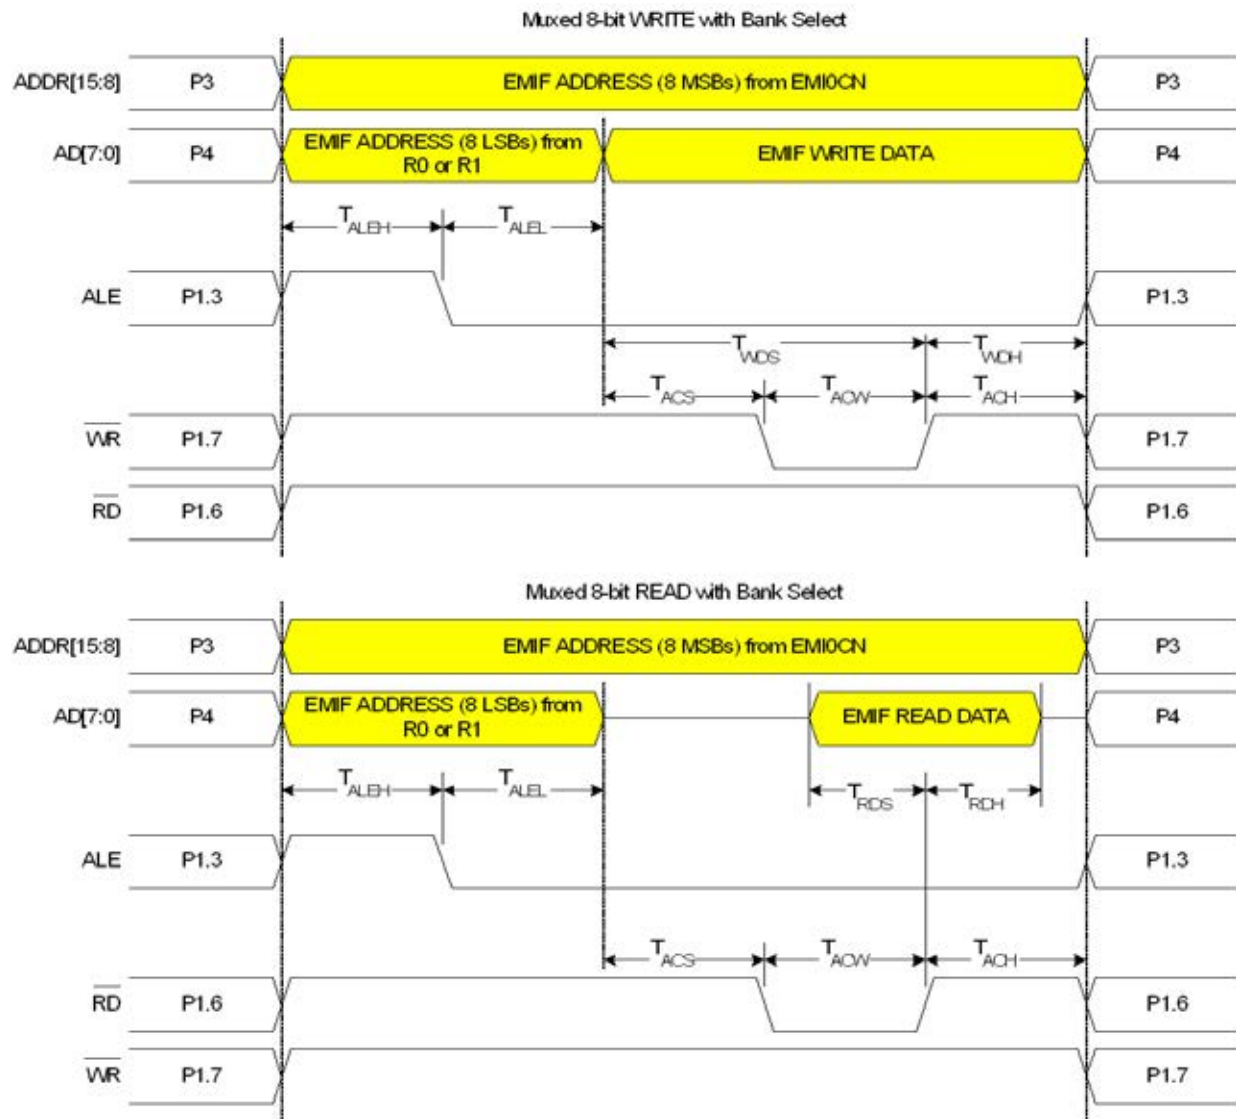 Muxed 8-bit WRITE with Bank Select
ADDR[15:8] P3 EMIF ADDRESS (8 MSBs) from EMI0CN P3
AD[7:0] P4 EMIF ADDRESS (8 LSBs) from R0 or R1 EMIF WRITE DATA P4
TALEH TALEL
ALE P1.3 P1.3
TWDS TWDH
TACS TACW TACH
WR P1.7 P1.7
RD P1.6 P1.6
Muxed 8-bit READ with Bank Select
ADDR[15:8] P3 EMIF ADDRESS (8 MSBs) from EMI0CN P3
AD[7:0] P4 EMIF ADDRESS (8 LSBs) from R0 or R1 EMIF READ DATA P4
TALEH TALEL TRDS TRDH
ALE P1.3 P1.3
TACS TACW TACH
RD P1.6 P1.6
WR P1.7 P1.7